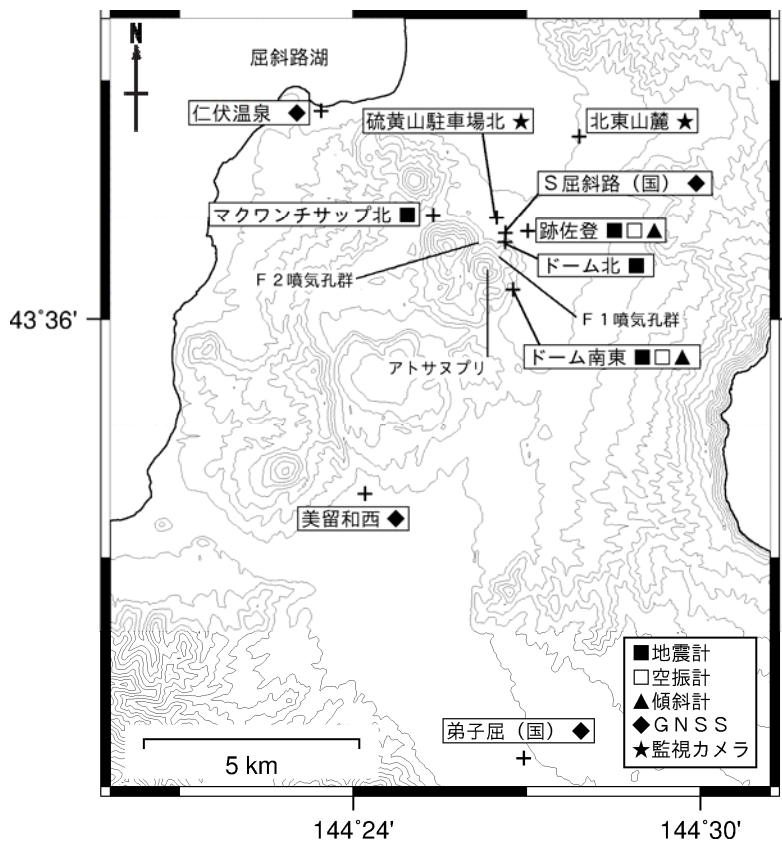 N
屈斜路湖
仁伏温泉 ◆
硫黄山駐車場北 ★
北東山麓 ★
S屈斜路（国） ◆
マクワンチサップ北 ■
跡佐登 ■□▲
ドーム北 ■
F2噴気孔群
F1噴気孔群
43˚36'
ドーム南東 ■□▲
アトサヌプリ
美留和西 ◆
■地震計
□空振計
▲傾斜計
◆GNSS
★監視カメラ
弟子屈（国） ◆
5 km
144˚24'
144˚30'